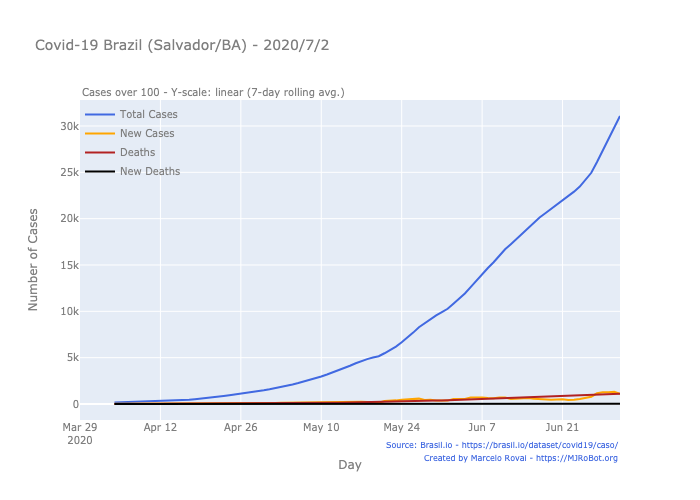 Covid-19 Brazil (Salvador/BA) - 2020/7/2
Cases over 100 - Y-scale: linear (7-day rolling avg.)
Total Cases
New Cases
Deaths
New Deaths
30k
25k
20k
15k
10k
5k
0
Number of Cases
Mar 29
2020
Apr 12
Apr 26
May 10
May 24
Jun 7
Jun 21
Day
Source: Brasil.io - https://brasil.io/dataset/covid19/caso/
Created by Marcelo Rovai - https://MJRoBot.org